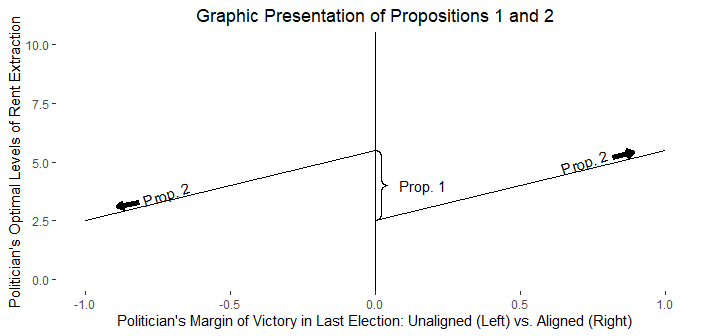 Graphic Presentation of Propositions 1 and 2
Politician's Optimal Levels of Rent Extraction
10.0
7.5
5.0
2.5
0.0
Prop. 2
Prop. 1
Prop. 2
-1.0
-0.5
0.0
0.5
1.0
Politician's Margin of Victory in Last Election: Unaligned (Left) vs. Aligned (Right)